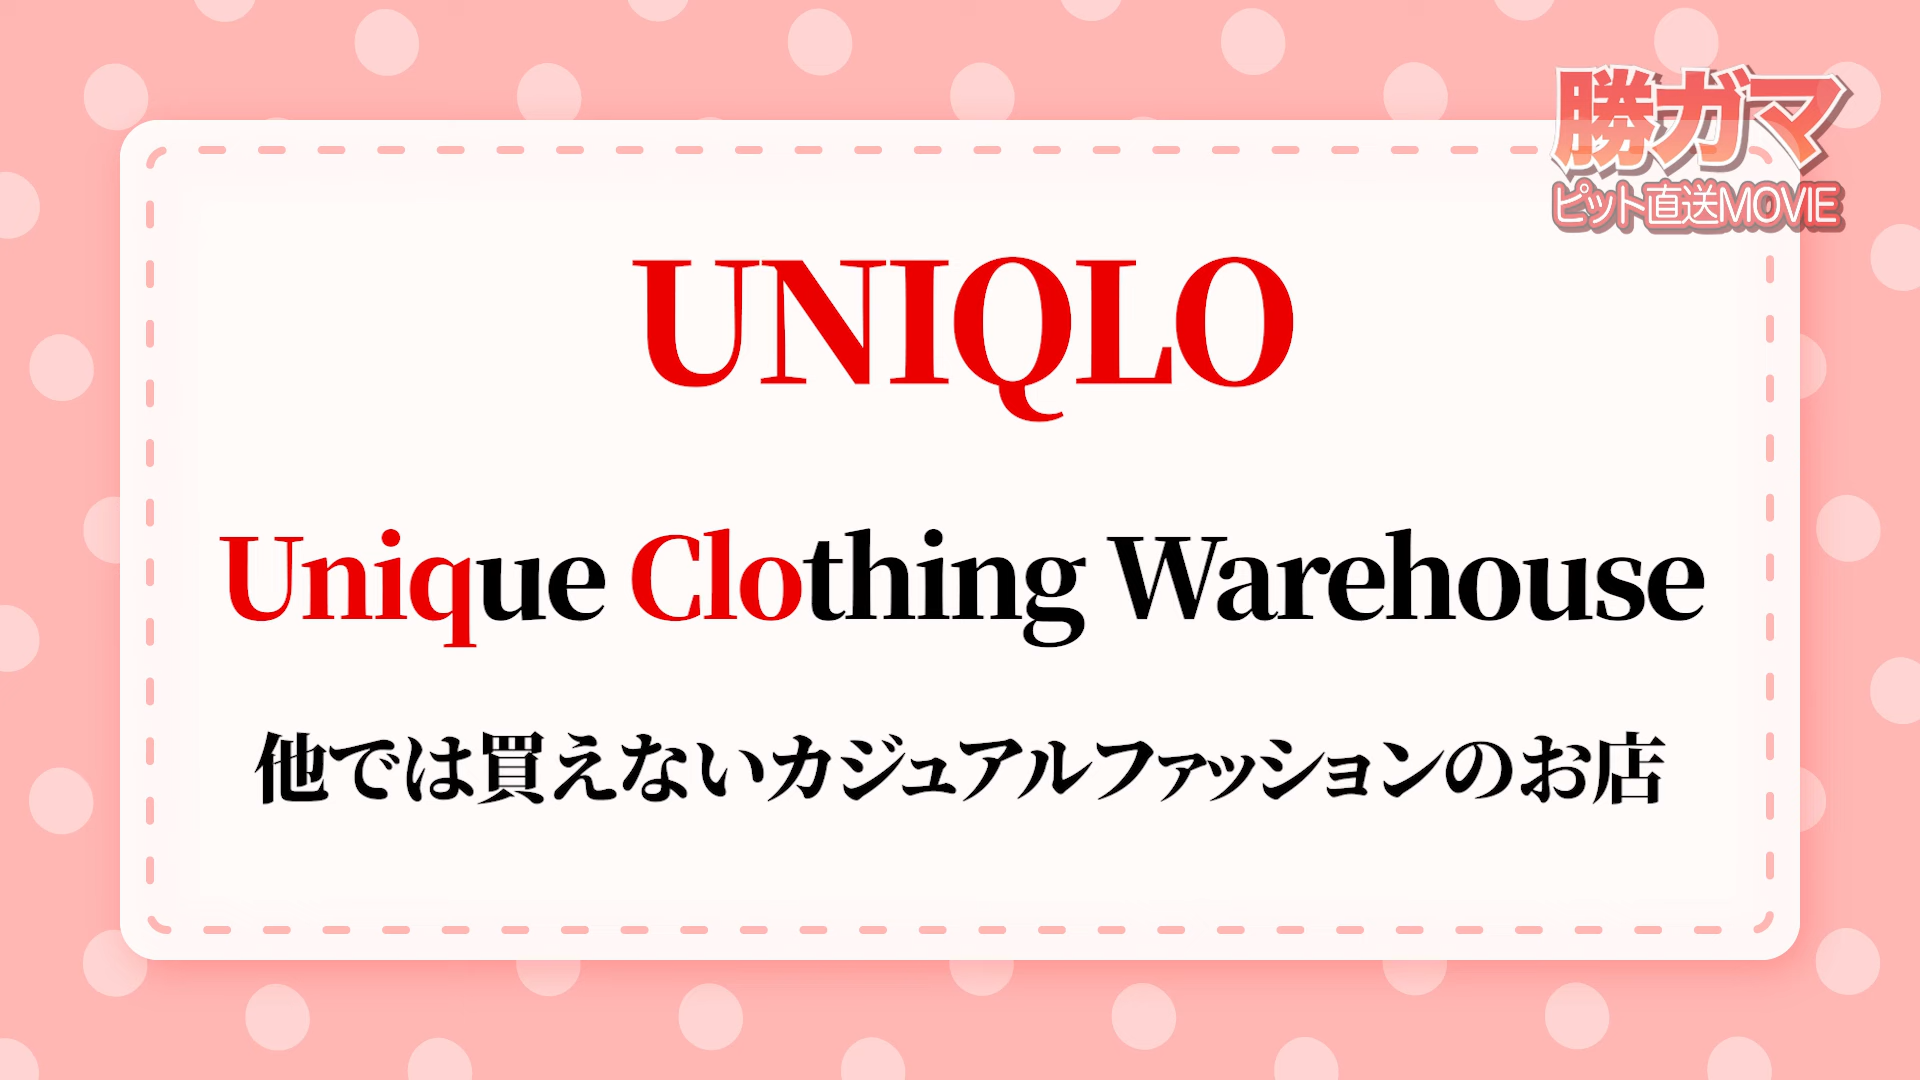 勝ガマ
ピット直送MOVIE
UNIQLO
Unique Clothing Warehouse
他では買えないカジュアルファッションのお店